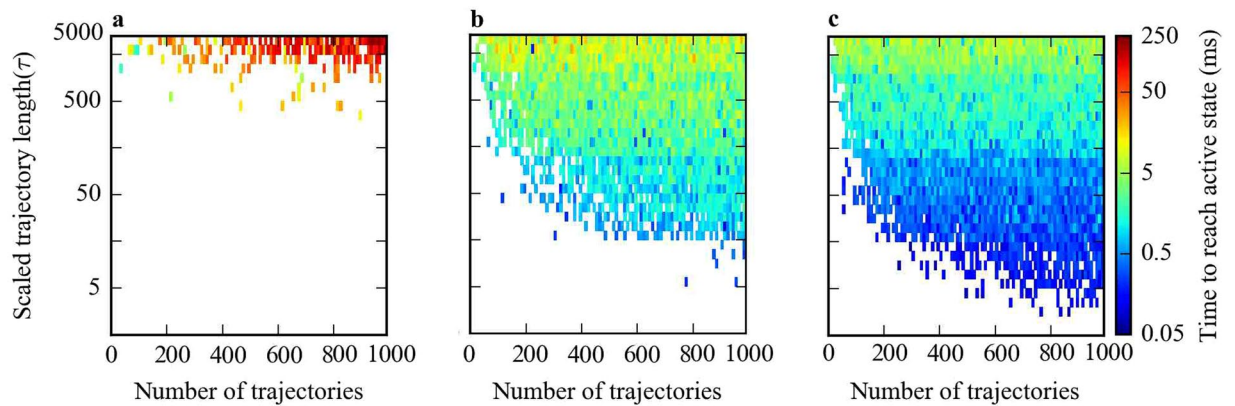 a
b
c
5000
500
50
5
Scaled trajectory length(τ)
0 200 400 600 800 1000
0 200 400 600 800 1000
0 200 400 600 800 1000
Number of trajectories
Number of trajectories
Number of trajectories
250
50
5
0.5
0.05
Time to reach active state (ms)